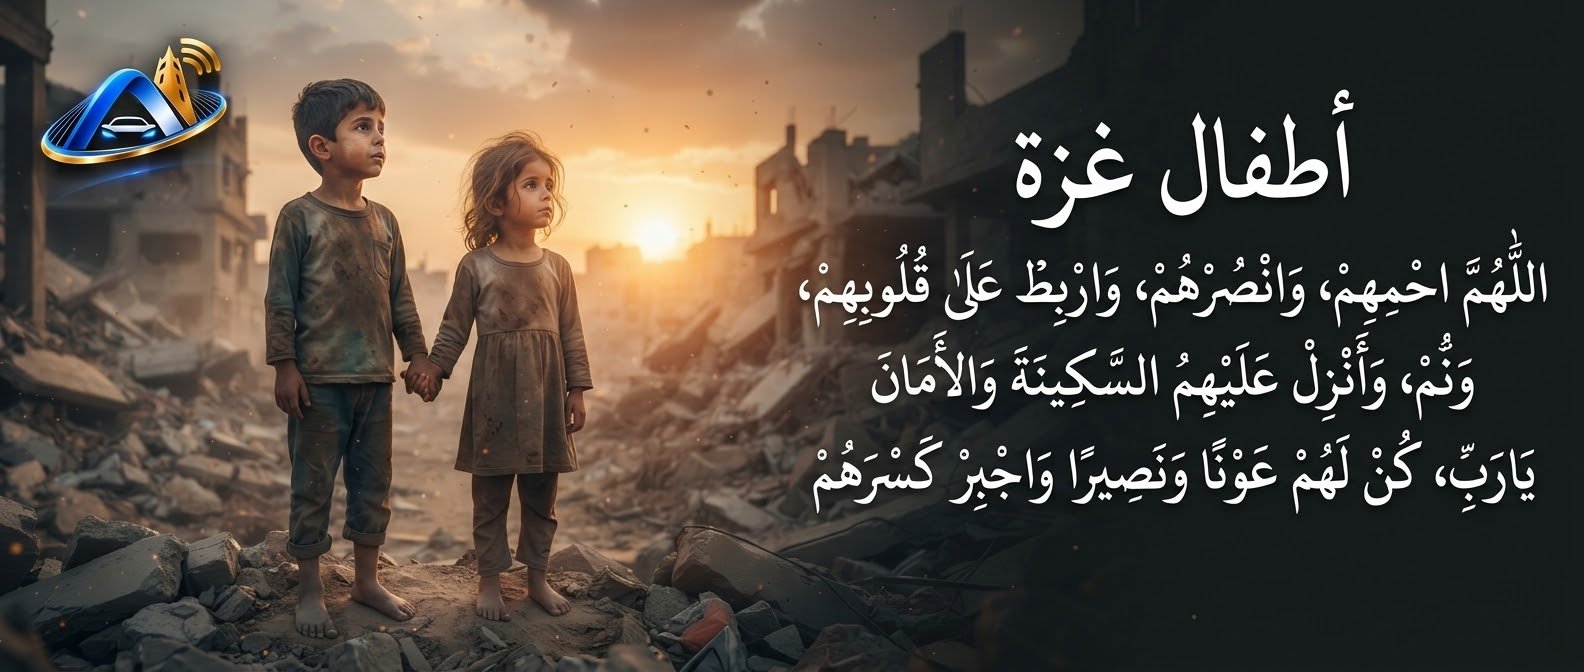 أطفال غزة
اللَّهُمَّ احْمِهِمْ، وَانْصُرْهُمْ، وَارْبِطْ عَلَىٰ قُلُوبِهِمْ،
وَنُّمْ، وَأَنْزِلْ عَلَيْهِمُ السَّكِينَةَ وَالأَمَانَ
يَارَبِّ، كُنْ لَهُمْ عَوْنًا وَنَصِيرًا وَاجْبِرْ كَسْرَهُمْ